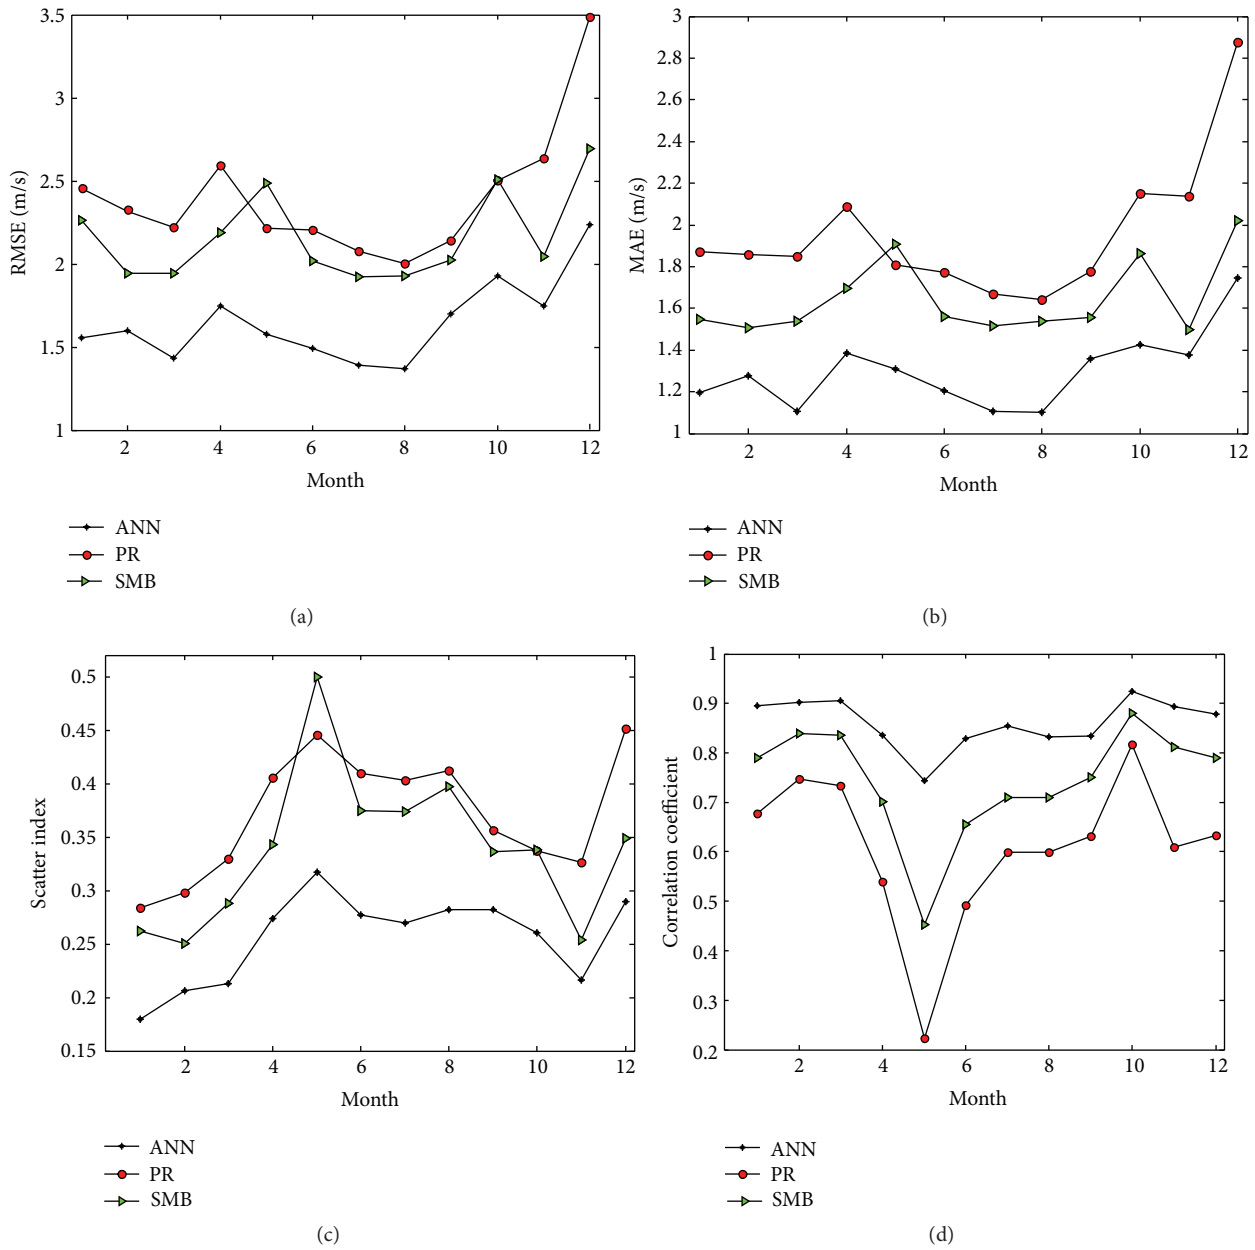 3.5
3
2.5
2
1.5
1
RMSE (m/s)
2 4 6 8 10 12
Month
ANN
PR
SMB
(a)
3
2.8
2.6
2.4
2.2
2
1.8
1.6
1.4
1.2
1
MAE (m/s)
2 4 6 8 10 12
Month
ANN
PR
SMB
(b)
0.5
0.45
0.4
0.35
0.3
0.25
0.2
0.15
Scatter index
2 4 6 8 10 12
Month
ANN
PR
SMB
(c)
1
0.9
0.8
0.7
0.6
0.5
0.4
0.3
0.2
Correlation coefficient
2 4 6 8 10 12
Month
ANN
PR
SMB
(d)